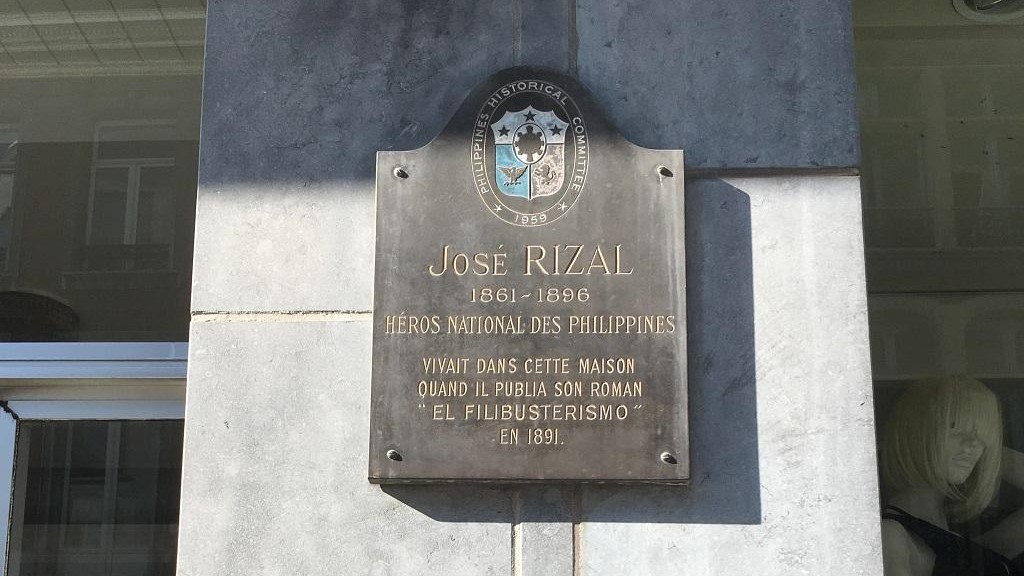 PHILIPPINES HISTORICAL COMMITTEE
1959
José RIZAL
1861-1896
HÉROS NATIONAL DES PHILIPPINES
VIVAIT DANS CETTE MAISON
QUAND IL PUBLIA SON ROMAN
"EL FILIBUSTERISMO"
EN 1891.